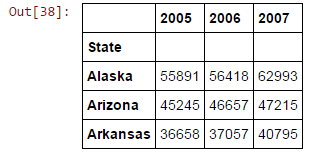 Out[38]:
2005 2006 2007
State
Alaska 55891 56418 62993
Arizona 45245 46657 47215
Arkansas 36658 37057 40795